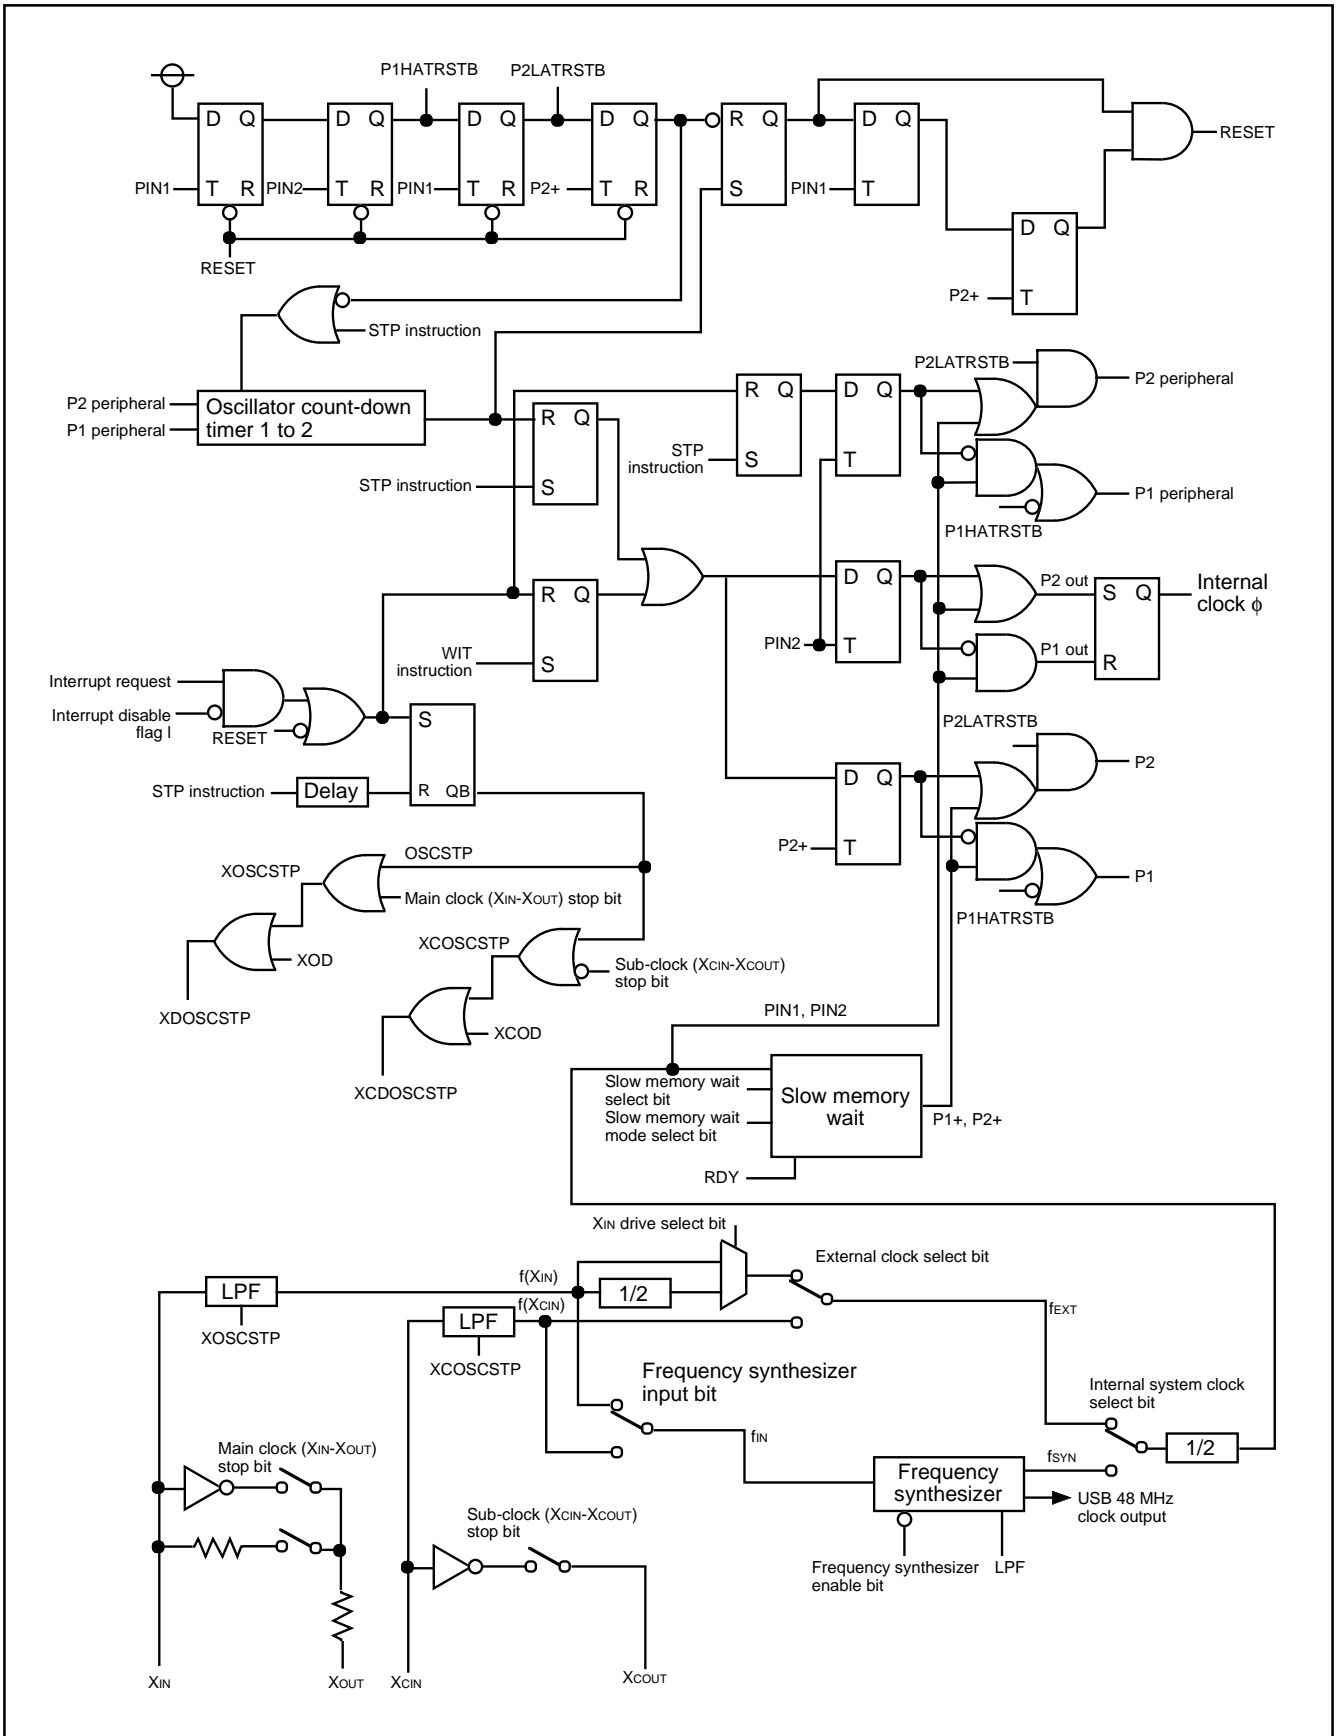 P1HATRSTB P2LATRSTB
D Q D Q D Q D Q R Q D Q
RESET
PIN1 T R PIN2 T R PIN1 T R P2+ T R S PIN1 T
RESET
D Q
P2+ T
STP instruction
P2LATRSTB
P2 peripheral
P2 peripheral
P1 peripheral
Oscillator count-down
timer 1 to 2
R Q
STP instruction
S
R Q
STP
instruction
S
D Q
T
P1 peripheral
P1HATRSTB
R Q
WIT
instruction
S
D Q
PIN2
T
P2 out
P1 out
S Q
R
Internal
clock ϕ
Interrupt request
Interrupt disable
flag I
RESET
S
STP instruction
Delay
R QB
P2LATRSTB
P2
D Q
P2+
T
P1
P1HATRSTB
OSCSTP
XOSCSTP
Main clock (XIN-XOUT) stop bit
XOD
XDOSCSTP
XCOSCSTP
Sub-clock (XCIN-XCOUT)
stop bit
XCOD
XCDOSCSTP
PIN1, PIN2
Slow memory wait
select bit
Slow memory wait
mode select bit
Slow memory
wait
P1+, P2+
RDY
XIN drive select bit
External clock select bit
LPF
XOSCSTP
f(XIN)
1/2
f(XCIN)
LPF
XCOSCSTP
fEXT
Frequency synthesizer
input bit
Internal system clock
select bit
fIN
1/2
fSYN
Frequency
synthesizer
USB 48 MHz
clock output
Frequency synthesizer
enable bit
LPF
Main clock (XIN-XOUT)
stop bit
Sub-clock (XCIN-XCOUT)
stop bit
XIN XOUT XCIN XCOUT